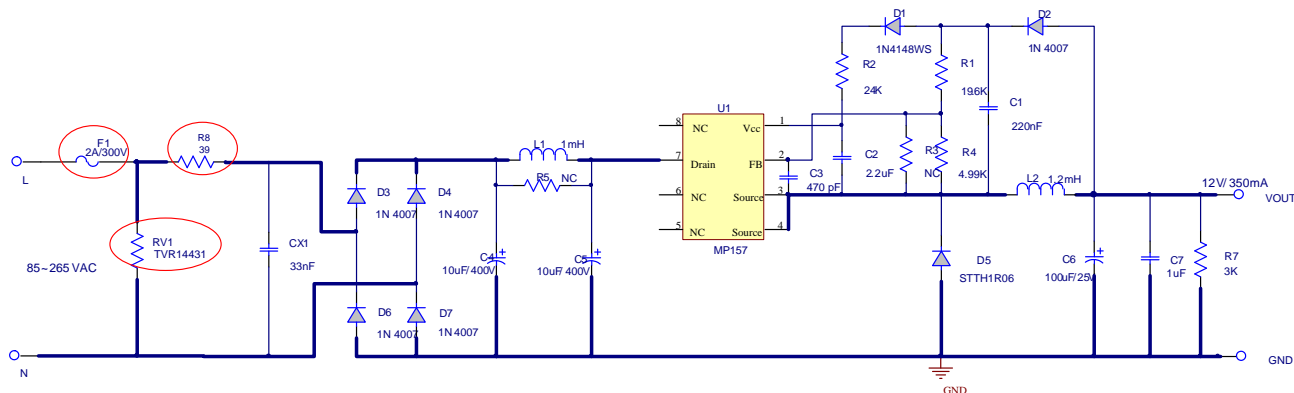 D1
1N4148WS
D2
1N 4007
R2
24K
R1
19.6K
C1
220nF
U1
8
NC
Vcc
1
7
Drain
FB
2
6
NC
Source
3
5
NC
Source
4
MP157
C2
2.2uF
R3
NC
R4
4.99K
C3
470 pF
L2
1.2mH
12V/350mA
VOUT
F1
2A/300V
R8
39
L
RV1
TVR14431
85~265 VAC
CX1
33nF
N
D3
1N 4007
D4
1N 4007
D6
1N 4007
D7
1N 4007
L1
1mH
R5
NC
C4
10uF/400V
C5
10uF/400V
D5
STTH1R06
C6
100uF/25V
C7
1uF
R7
3K
GND
GND